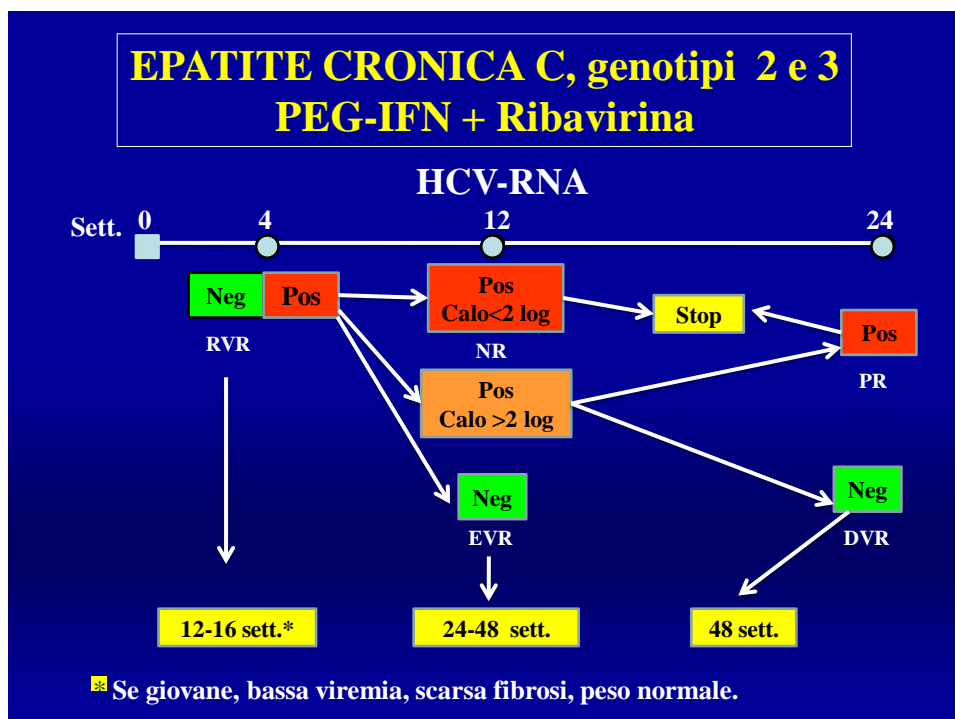 EPATITE CRONICA C, genotipi 2 e 3
PEG-IFN + Ribavirina
HCV-RNA
Sett. 0 4 12 24
Neg Pos
RVR
Pos
Calo<2 log
NR
Stop
Pos
PR
Pos
Calo >2 log
Neg
EVR
Neg
DVR
12-16 sett.*
24-48 sett.
48 sett.
* Se giovane, bassa viremia, scarsa fibrosi, peso normale.